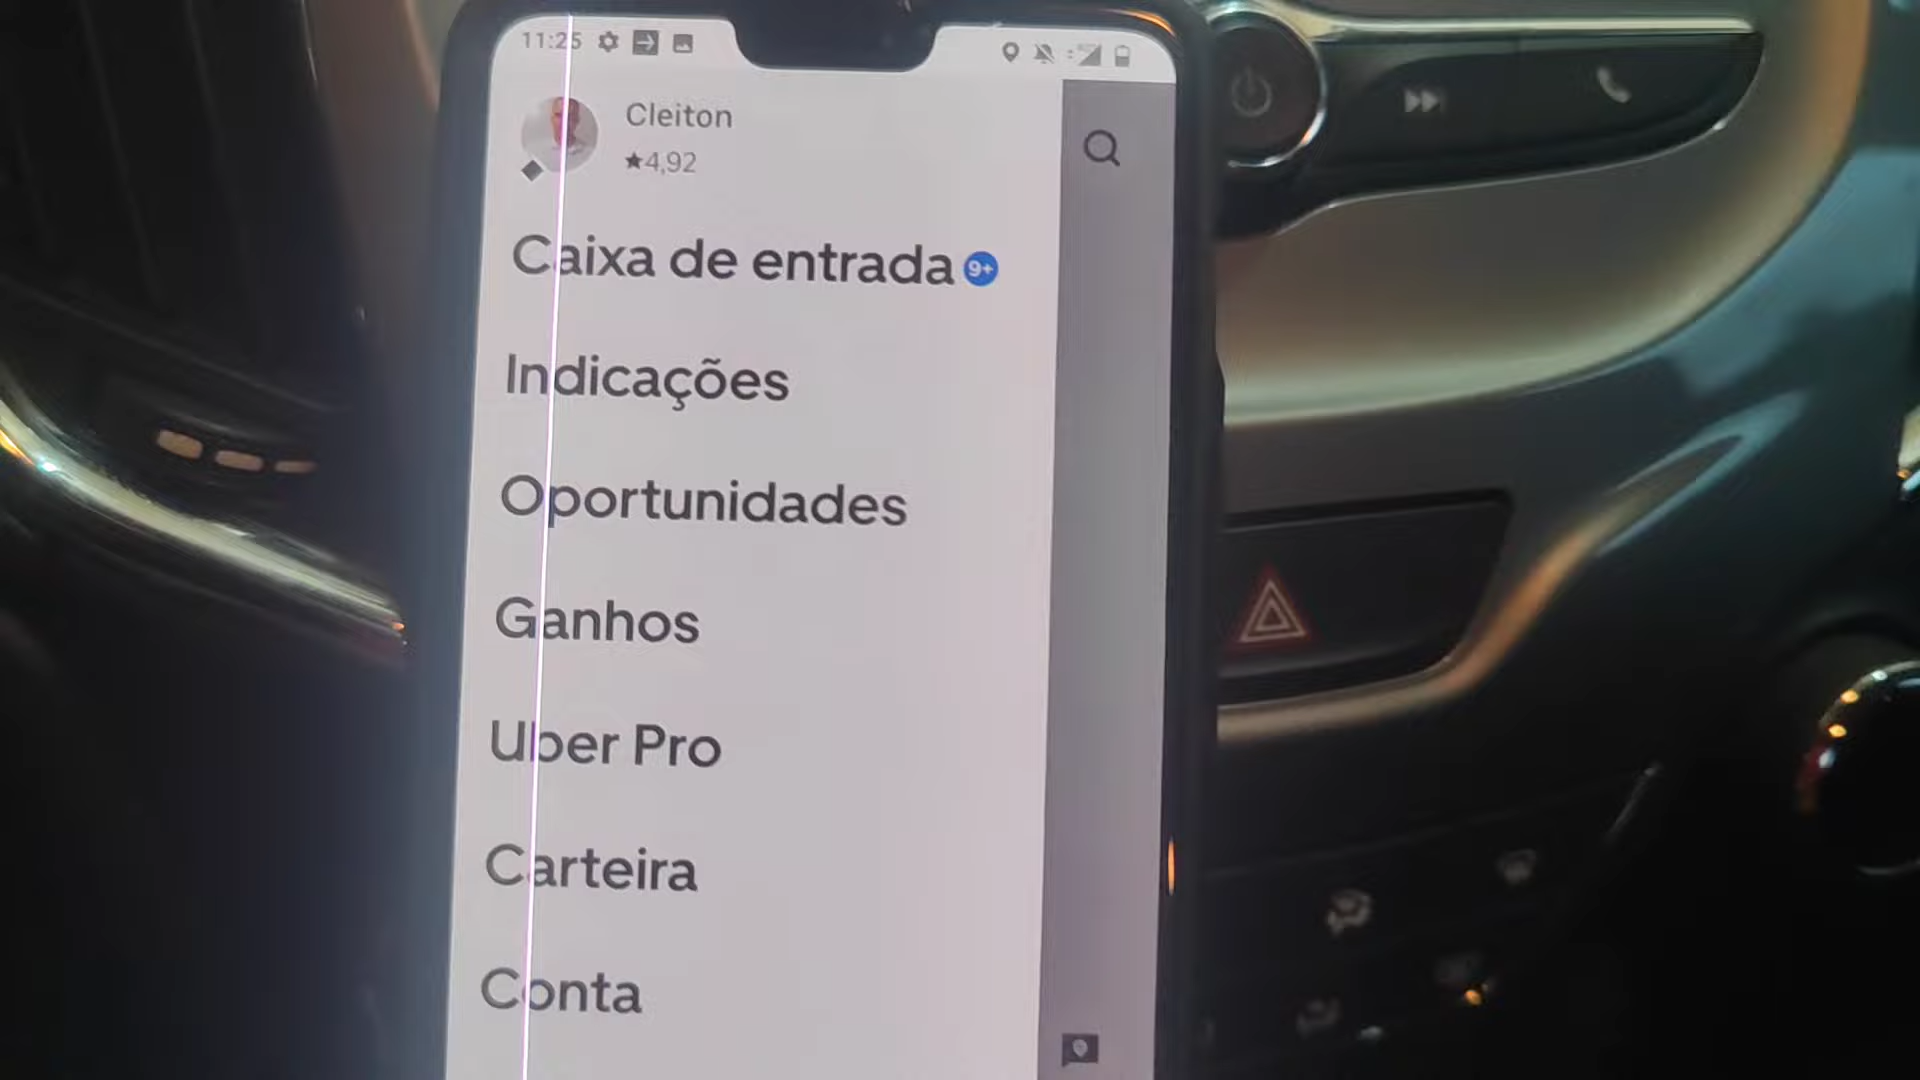 11:25
Cleiton
★4,92
Caixa de entrada 9+
Indicações
Oportunidades
Ganhos
Uber Pro
Carteira
Conta